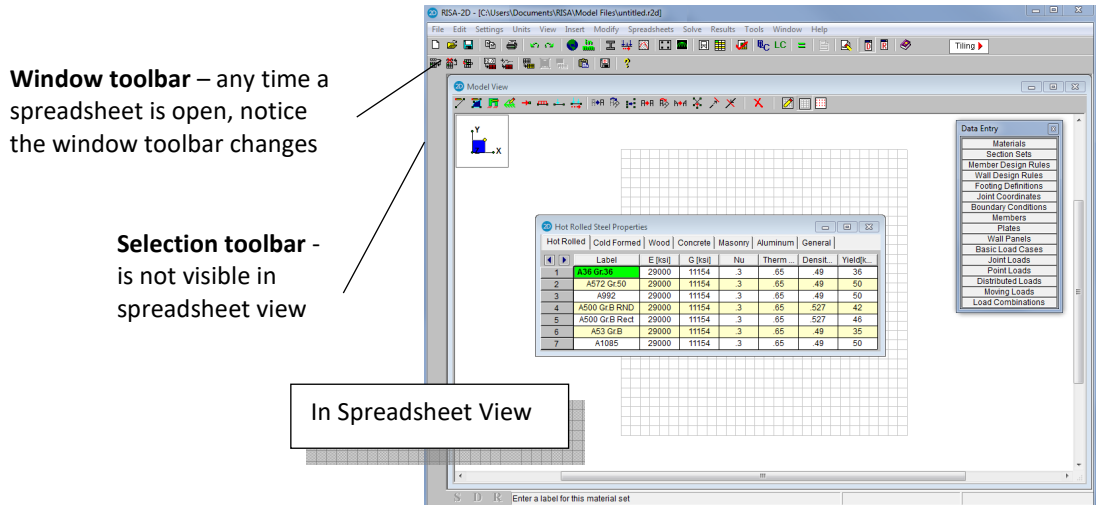 RISA-2D - [C:\Users\Documents\RISA\Model Files\untitled.r2d]
File Edit Settings Units View Insert Modify Spreadsheets Solve Results Tools Window Help
LC = Tiling
Window toolbar – any time a
spreadsheet is open, notice
the window toolbar changes
Selection toolbar -
is not visible in
spreadsheet view
In Spreadsheet View
Model View
Y
X
Data Entry
Materials
Section Sets
Member Design Rules
Wall Design Rules
Footing Definitions
Joint Coordinates
Boundary Conditions
Members
Plates
Wall Panels
Basic Load Cases
Joint Loads
Point Loads
Distributed Loads
Moving Loads
Load Combinations
Hot Rolled Steel Properties
Hot Rolled Cold Formed Wood Concrete Masonry Aluminum General
Label E [ksi] G [ksi] Nu Therm ... Densit... Yield[k...
1 A36 Gr.36 29000 11154 .3 .65 .49 36
2 A572 Gr.50 29000 11154 .3 .65 .49 50
3 A992 29000 11154 .3 .65 .49 50
4 A500 Gr.B RND 29000 11154 .3 .65 .527 42
5 A500 Gr.B Rect 29000 11154 .3 .65 .527 46
6 A53 Gr.B 29000 11154 .3 .65 .49 35
7 A1085 29000 11154 .3 .65 .49 50
S D R Enter a label for this material set